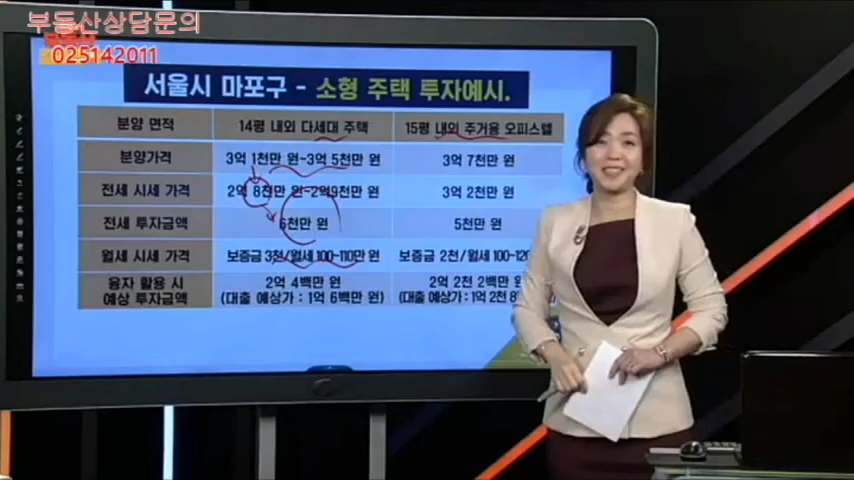 부동산상담문의
025142011
서울시 마포구 - 소형 주택 투자예시.
분양 면적 14평 내외 다세대 주택 15평 내외 주거용 오피스텔
분양가격 3억 1천만 원~3억 5천만 원 3억 7천만 원
전세 시세 가격 2억 8천만 원~2억9천만 원 3억 2천만 원
전세 투자금액 6천만 원 5천만 원
월세 시세 가격 보증금 3천/월세 100~110만 원 보증금 2천/월세 100~
융자 활용 시 예상 투자금액 2억 4백만 원 2억 2천 2백만
(대출 예상가 : 1억 6백만 원) (대출 예상가 : 1억 2천